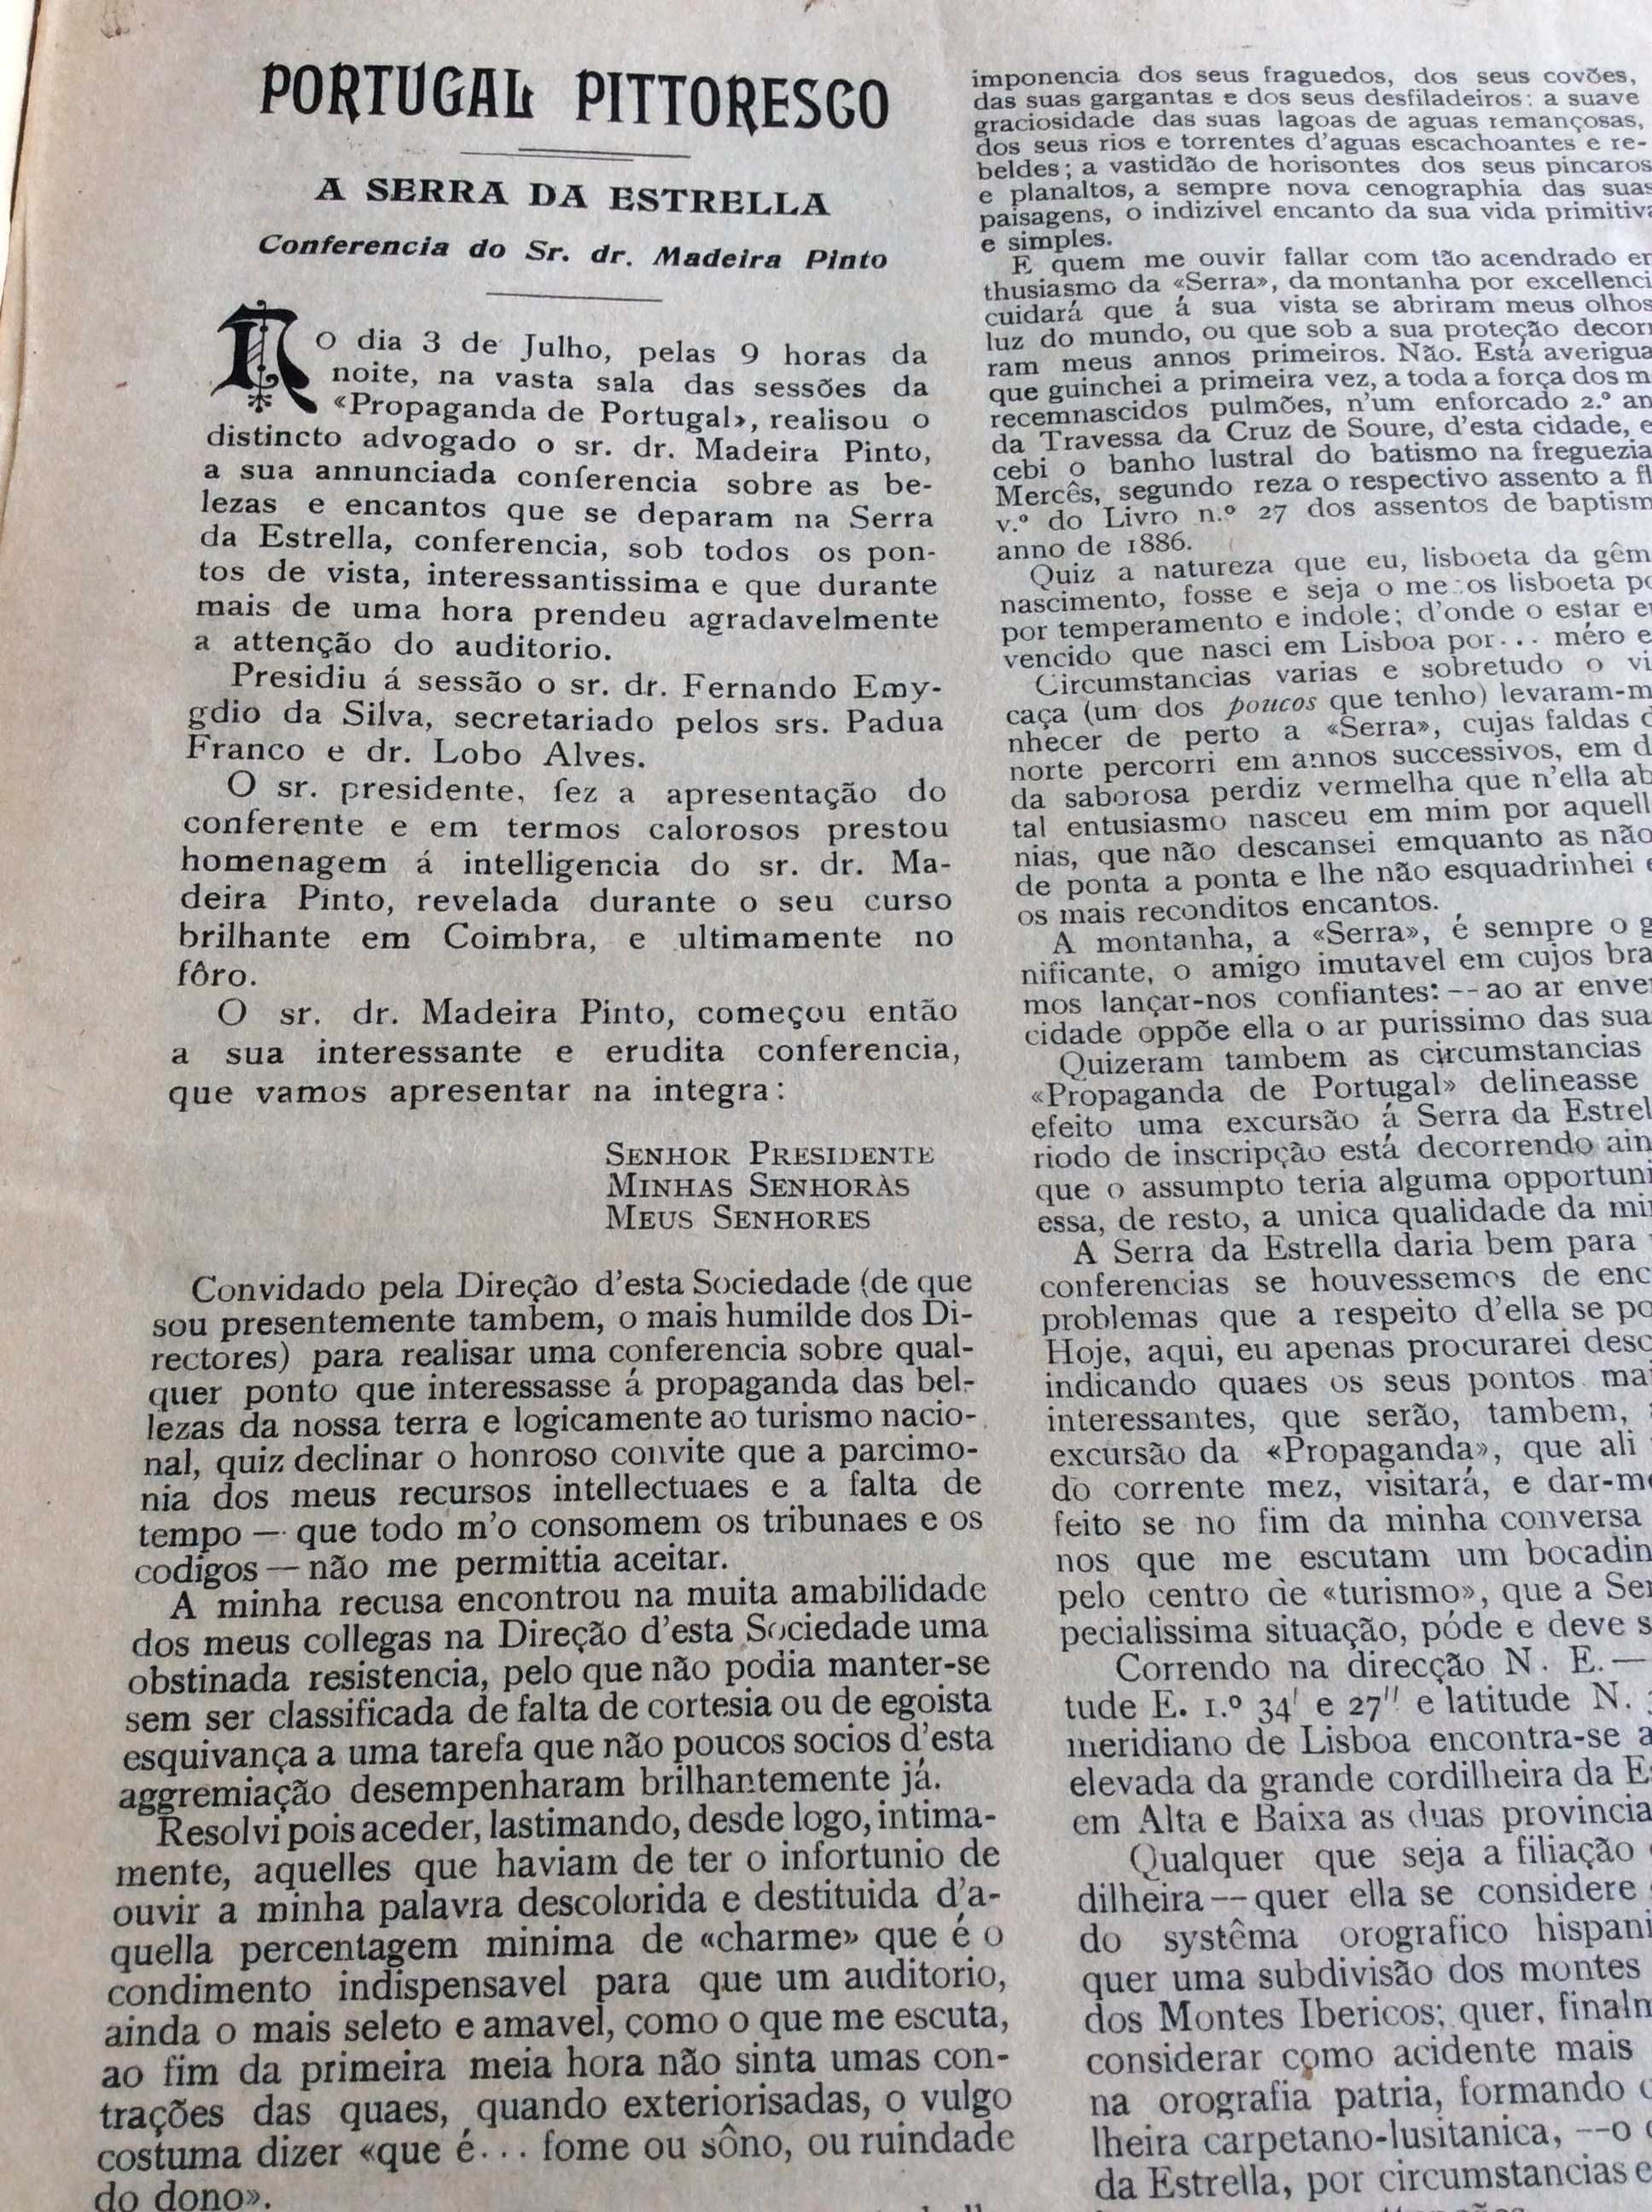 PORTUGAL PITTORESCO
A SERRA DA ESTRELLA
Conferencia do Sr. dr. Madeira Pinto
NO dia 3 de Julho, pelas 9 horas da
noite, na vasta sala das sessões da
«Propaganda de Portugal», realisou o
distincto advogado o sr. dr. Madeira Pinto,
a sua annunciada conferencia sobre as be-
lezas e encantos que se deparam na Serra
da Estrella, conferencia, sob todos os pon-
tos de vista, interessantissima e que durante
mais de uma hora prendeu agradavelmente
a attenção do auditorio.
Presidiu á sessão o sr. dr. Fernando Emy-
gdio da Silva, secretariado pelos srs. Padua
Franco e dr. Lobo Alves.
O sr. presidente, fez a apresentação do
conferente e em termos calorosos prestou
homenagem á intelligencia do sr. dr. Ma-
deira Pinto, revelada durante o seu curso
brilhante em Coimbra, e ultimamente no
fôro.
O sr. dr. Madeira Pinto, começou então
a sua interessante e erudita conferencia,
que vamos apresentar na integra:
SENHOR PRESIDENTE
MINHAS SENHORAS
MEUS SENHORES
Convidado pela Direção d'esta Sociedade (de que
sou presentemente tambem, o mais humilde dos Di-
rectores) para realisar uma conferencia sobre qual-
quer ponto que interessasse á propaganda das bel-
lezas da nossa terra e logicamente ao turismo nacio-
nal, quiz declinar o honroso convite que a parcimo-
nia dos meus recursos intellectuaes e a falta de
tempo — que todo m'o consomem os tribunaes e os
codigos — não me permittia aceitar.
A minha recusa encontrou na muita amabilidade
dos meus collegas na Direção d'esta Sociedade uma
obstinada resistencia, pelo que não podia manter-se
sem ser classificada de falta de cortesia ou de egoista
esquivança a uma tarefa que não poucos socios d'esta
aggremiação desempenharam brilhantemente já.
Resolvi pois aceder, lastimando, desde logo, intima-
mente, aquelles que haviam de ter o infortunio de
ouvir a minha palavra descolorida e destituida d'a-
quella percentagem minima de «charme» que é o
condimento indispensavel para que um auditorio,
ainda o mais seleto e amavel, como o que me escuta,
ao fim da primeira meia hora não sinta umas con-
trações das quaes, quando exteriorisadas, o vulgo
costuma dizer «que é... fome ou sôno, ou ruindade
do dono».
imponencia dos seus fraguedos, dos seus covões,
das suas gargantas e dos seus desfiladeiros: a suave
graciosidade das suas lagoas de aguas remançosas,
dos seus rios e torrentes d'aguas escachoantes e re-
beldes; a vastidão de horisontes dos seus pincaros
e planaltos, a sempre nova cenographia das suas
paisagens, o indizivel encanto da sua vida primitiva
e simples.
E quem me ouvir fallar com tão acendrado en
thusiasmo da «Serra», da montanha por excellenci
cuidará que á sua vista se abriram meus olhos
luz do mundo, ou que sob a sua proteção decorr
ram meus annos primeiros. Não. Está averigua
que guinchei a primeira vez, a toda a força dos m
recemnascidos pulmões, n'um enforcado 2.º an
da Travessa da Cruz de Soure, d'esta cidade, e
cebi o banho lustral do batismo na freguezia
Mercês, segundo reza o respectivo assento a fl
v.º do Livro n.º 27 dos assentos de baptism
anno de 1886.
Quiz a natureza que eu, lisboeta da gêm
nascimento, fosse e seja o menos lisboeta po
por temperamento e indole; d'onde o estar
vencido que nasci em Lisboa por... méro e
Circumstancias varias e sobretudo o vi
caça (um dos poucos que tenho) levaram-m
nhecer de perto a «Serra», cujas faldas d
norte percorri em annos successivos, em d
da saborosa perdiz vermelha que n'ella ab
tal entusiasmo nasceu em mim por aquell
nias, que não descansei emquanto as não
de ponta a ponta e lhe não esquadrinhei
os mais reconditos encantos.
A montanha, a «Serra», é sempre o g
nificante, o amigo imutavel em cujos bra
mos lançar-nos confiantes: — ao ar enve
cidade oppõe ella o ar purissimo das sua
Quizeram tambem as circumstancias
«Propaganda de Portugal» delineasse
efeito uma excursão á Serra da Estrel
riodo de inscripção está decorrendo ain
que o assumpto teria alguma opportuni
essa, de resto, a unica qualidade da mi
A Serra da Estrella daria bem para
conferencias se houvessemos de enc
problemas que a respeito d'ella se po
Hoje, aqui, eu apenas procurarei desc
indicando quaes os seus pontos ma
interessantes, que serão, tambem,
excursão da «Propaganda», que ali
do corrente mez, visitará, e dar-m
feito se no fim da minha conversa
nos que me escutam um bocadin
pelo centro de «turismo», que a Se
pecialissima situação, póde e deve s
Correndo na direcção N. E. —
tude E. 1.º 34' e 27'' e latitude N.
meridiano de Lisboa encontra-se a
elevada da grande cordilheira da E
em Alta e Baixa as duas provincia
Qualquer que seja a filiação
dilheira — quer ella se considere
do systêma orografico hispani
quer uma subdivisão dos montes
dos Montes Ibericos; quer, finalm
considerar como acidente mais
na orografia patria, formando
lheira carpetano-lusitanica, — o
da Estrella, por circumstancias e